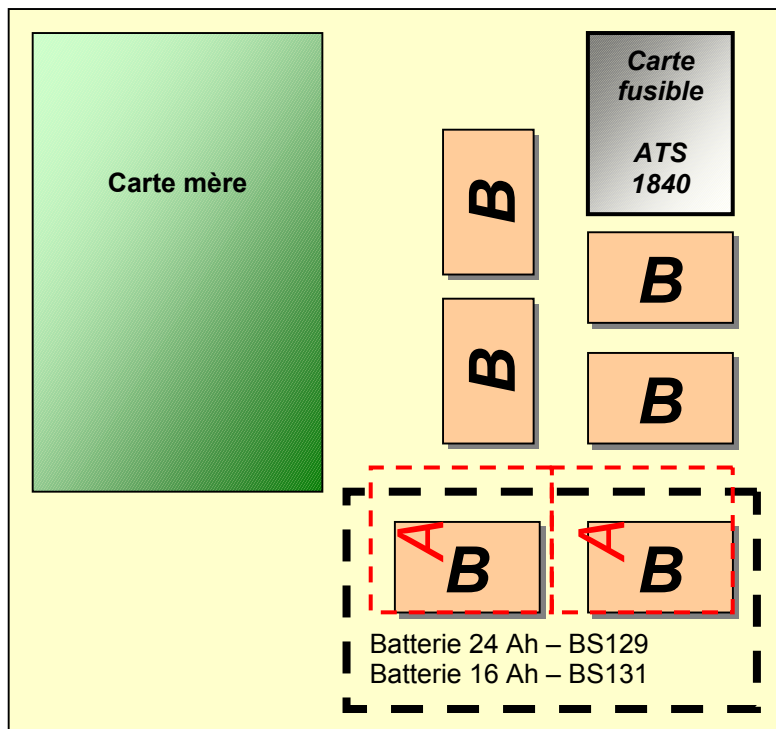 Carte mère
Carte
fusible
ATS
1840
B
B
B
B
A
B
A
B
Batterie 24 Ah – BS129
Batterie 16 Ah – BS131